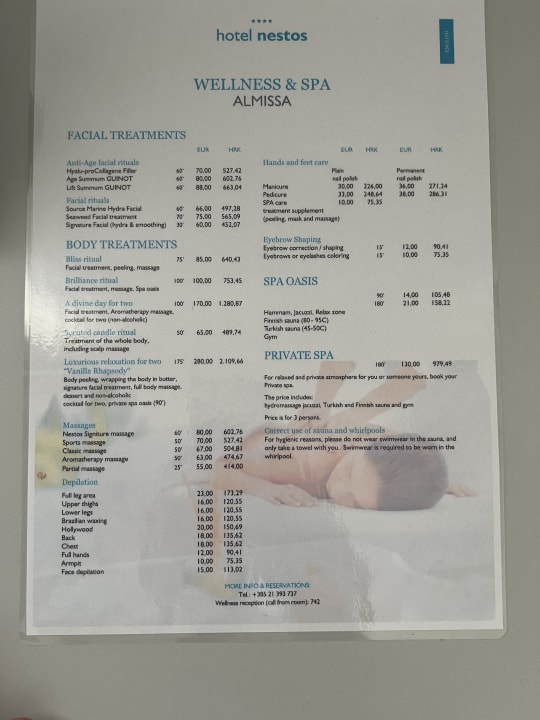 ★★★★
hotel nestos
ENGLISH
WELLNESS & SPA
ALMISSA
FACIAL TREATMENTS
EUR HRK
Anti-Age facial rituals
Hyalu-proCollagene Filler 60' 70,00 527,42
Age Summum GUINOT 60' 80,00 602,76
Lift Summum GUINOT 60' 88,00 663,04
Facial rituals
Source Marine Hydra Facial 60' 66,00 497,28
Seaweed Facial treatment 70' 75,00 565,09
Signature Facial (hydra & smoothing) 30' 60,00 452,07
BODY TREATMENTS
Bliss ritual 75' 85,00 640,43
Facial treatment, peeling, massage
Brilliance ritual 100' 100,00 753,45
Facial treatment, massage, Spa oasis
A divine day for two 100' 170,00 1.280,87
Facial treatment, Aromatherapy massage,
cocktail for two (non-alcoholic)
Scented candle ritual 50' 65,00 489,74
Treatment of the whole body,
including scalp massage
Luxurious relaxation for two 175' 280,00 2.109,66
"Vanilla Rhapsody"
Body peeling, wrapping the body in butter,
signature facial treatment, full body massage,
dessert and non-alcoholic
cocktail for two, private spa oasis (90')
Massages
Nestos Signiture massage 60' 80,00 602,76
Sports massage 50' 70,00 527,42
Classic massage 50' 67,00 504,81
Aromatherapy massage 50' 63,00 474,67
Partial massage 25' 55,00 414,00
Depilation
Full leg area 23,00 173,29
Upper thighs 16,00 120,55
Lower legs 16,00 120,55
Brazilian waxing 16,00 120,55
Hollywood 20,00 150,69
Back 18,00 135,62
Chest 18,00 135,62
Full hands 12,00 90,41
Armpit 10,00 75,35
Face depilation 15,00 113,02
EUR HRK EUR HRK
Hands and feet care Plain Permanent
nail polish nail polish
Manicure 30,00 226,00 36,00 271,24
Pedicure 33,00 248,64 38,00 286,31
SPA care 10,00 75,35
treatment supplement
(peeling, mask and massage)
Eyebrow Shaping
Eyebrow correction / shaping 15' 12,00 90,41
Eyebrows or eyelashes coloring 15' 10,00 75,35
SPA OASIS
90' 14,00 105,48
180' 21,00 158,22
Hammam, Jacuzzi, Relax zone
Finnish sauna (80 - 95C)
Turkish sauna (45-50C)
Gym
PRIVATE SPA
180' 130,00 979,49
For relaxed and private atmosphere for you or someone yours, book your
Private spa.
The price includes:
hydromassage jacuzzi, Turkish and Finnish sauna and gym
Price is for 3 persons.
Correct use of sauna and whirlpools
For hygienic reasons, please do not wear swimwear in the sauna, and
only take a towel with you. Swimwear is required to be worn in the
whirlpool.
MORE INFO & RESERVATIONS:
Tel.: +385 21 393 737
Wellness reception (call from room): 742